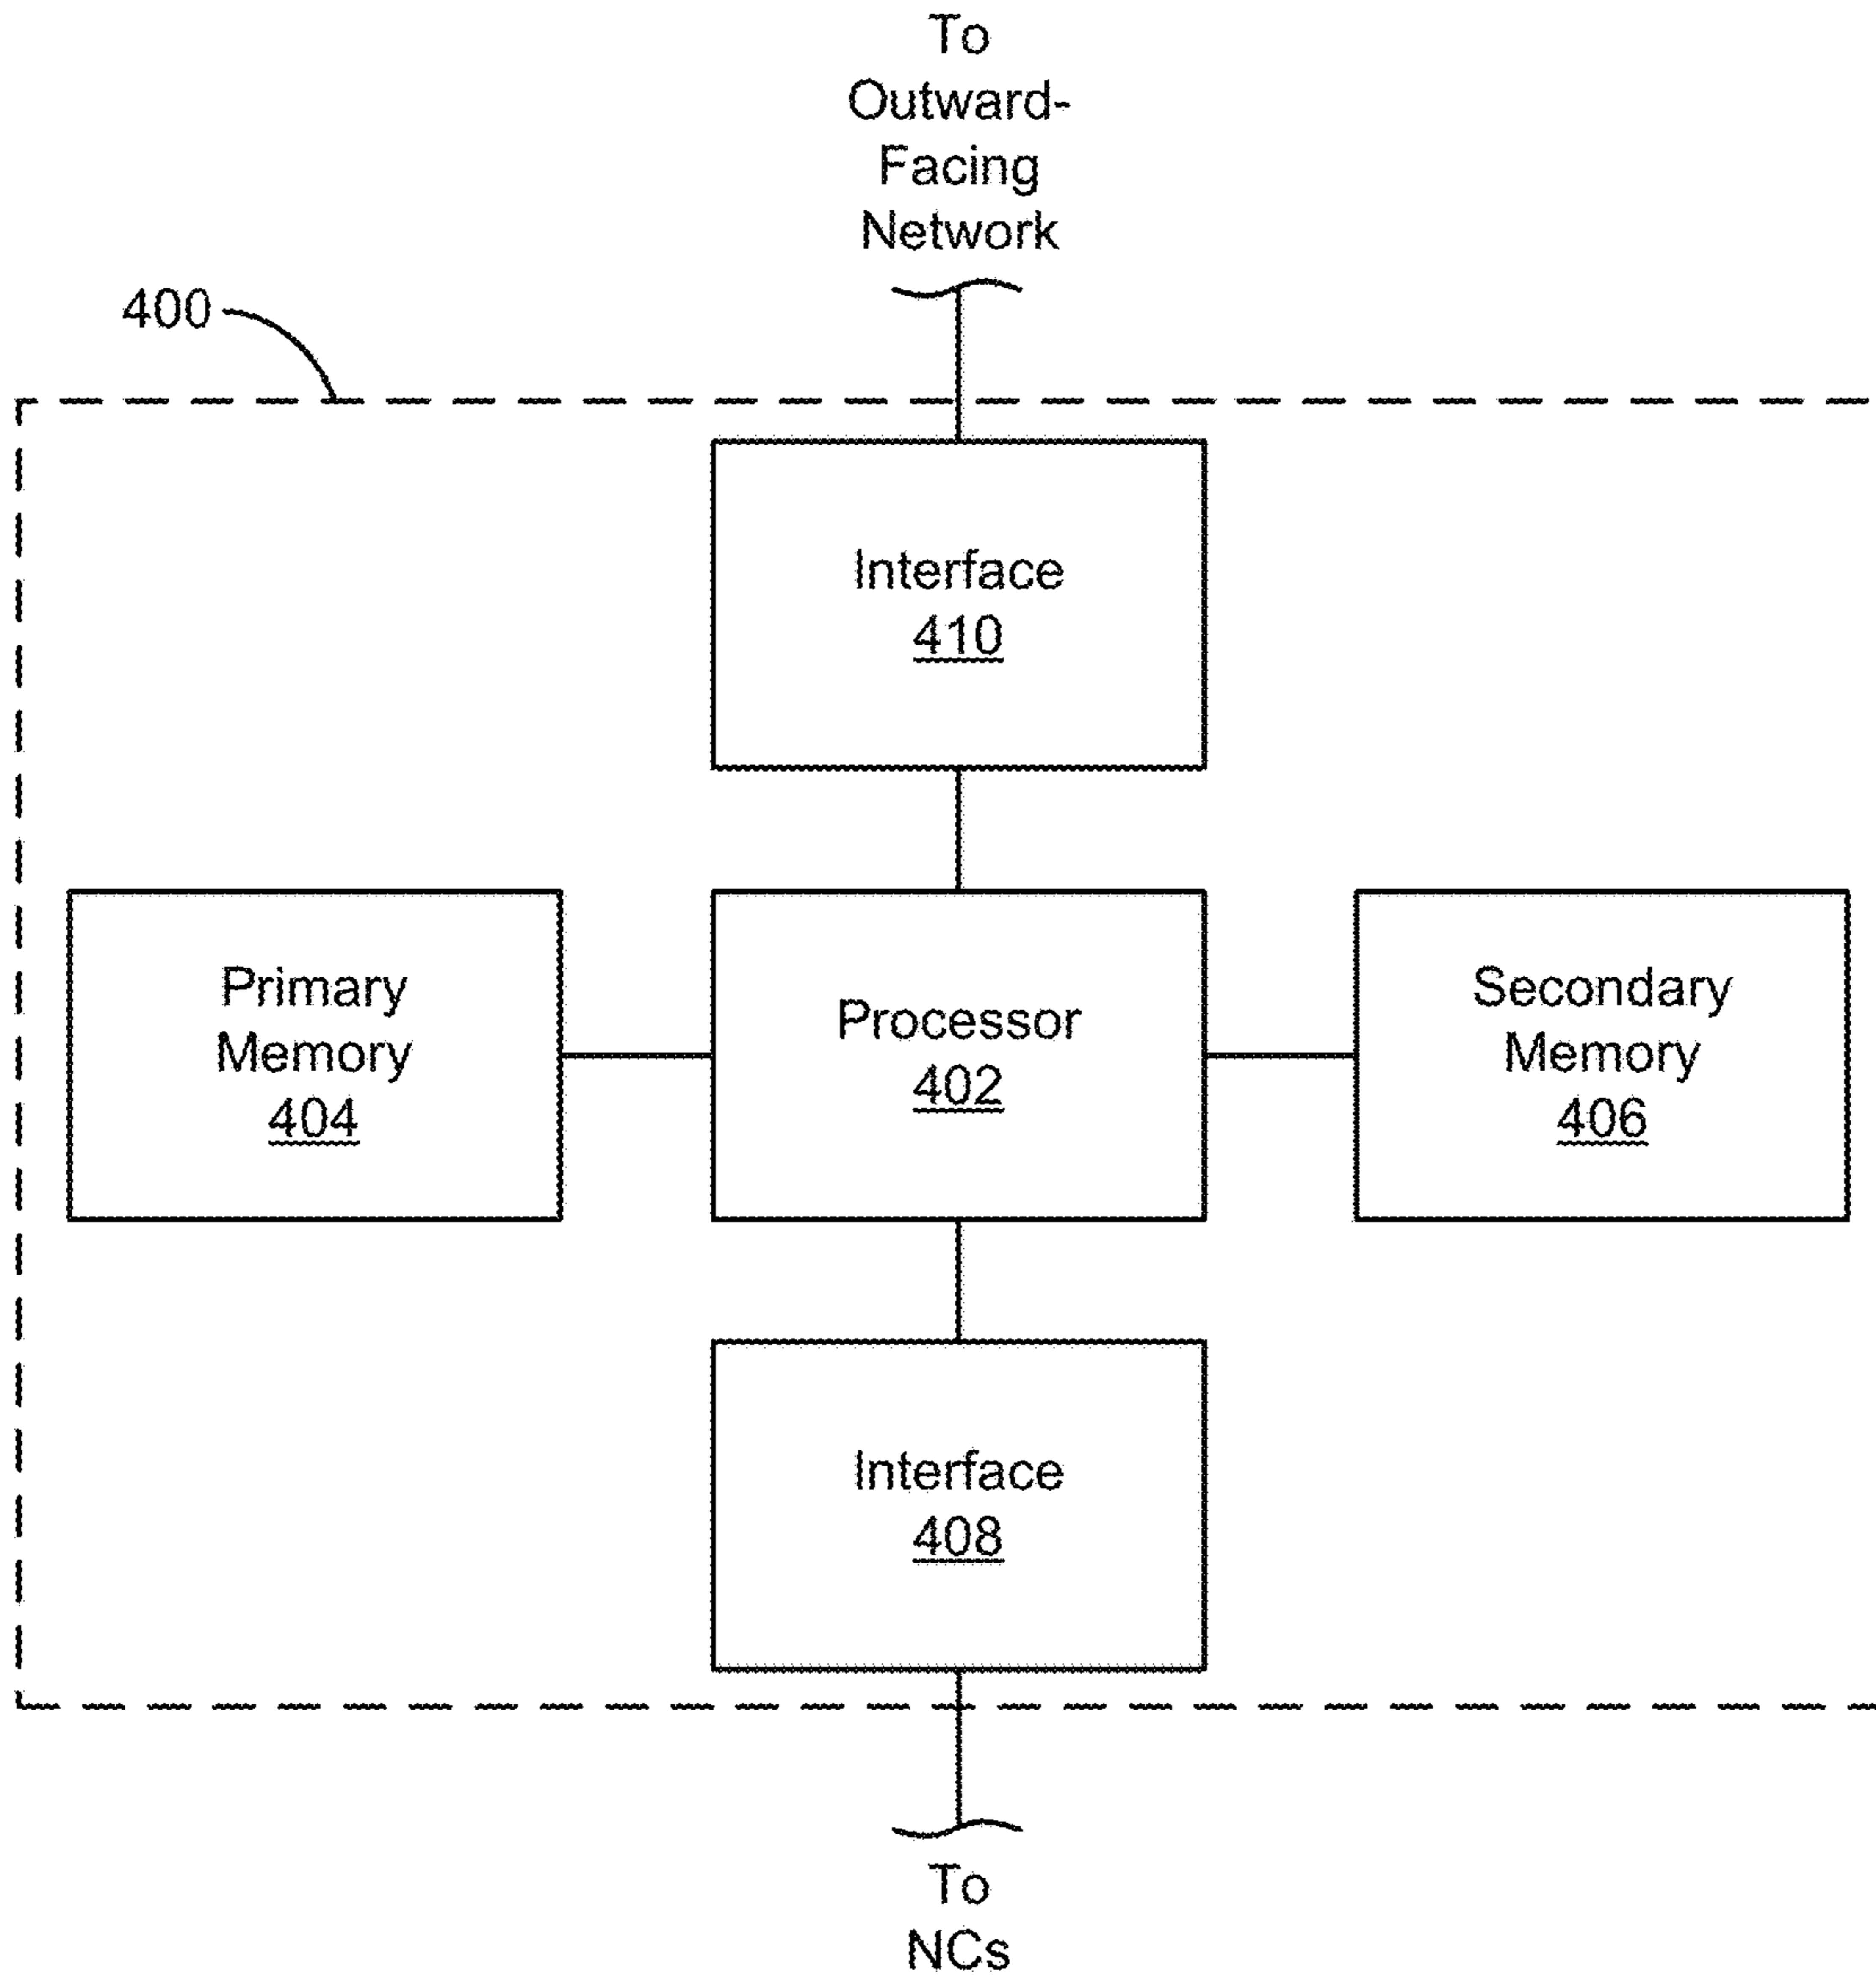 To
Outward-
Facing
Network
400
Interface
410
Primary
Memory
404
Processor
402
Secondary
Memory
406
Interface
408
To
NCs